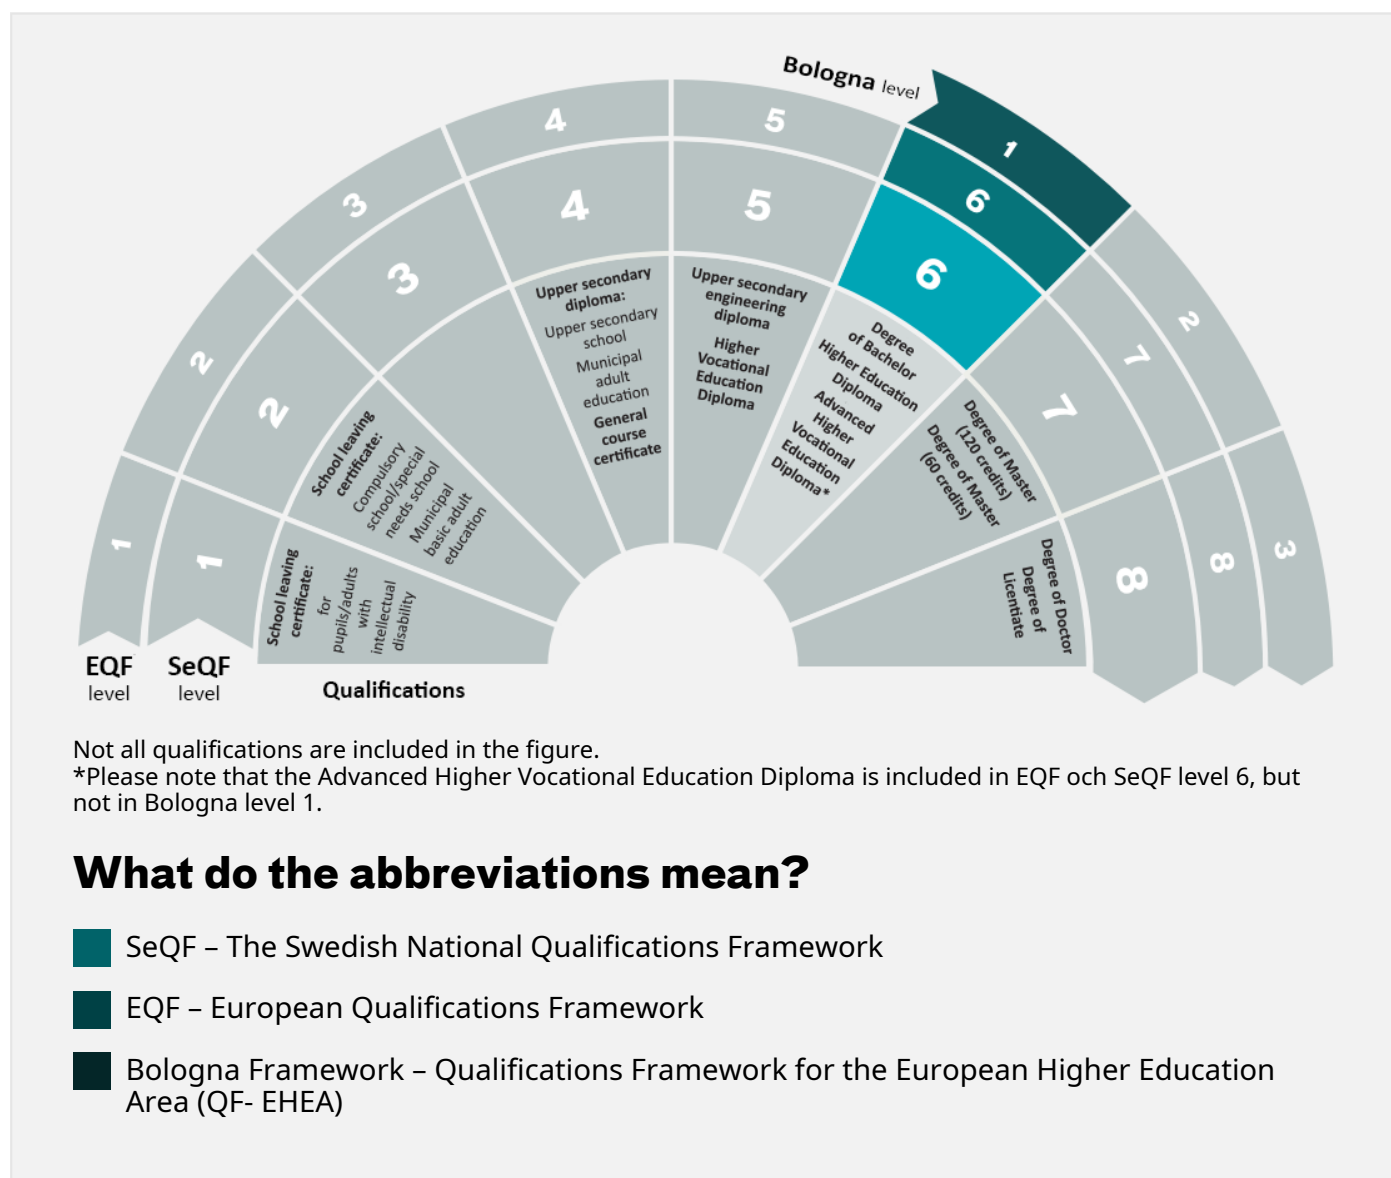 Bologna level
1
2
3
4
5
6
7
8
1
2
3
4
5
6
7
8
1
2
3
School leaving
certificate:
for
pupils/adults
with
intellectual
disability
School leaving
certificate:
Compulsory
school/special
needs school
Municipal
basic adult
education
Upper secondary
diploma:
Upper secondary
school
Municipal
adult
education
General
course
certificate
Upper secondary
engineering
diploma
Higher
Vocational
Education
Diploma
Degree
of Bachelor
Higher Education
Diploma
Advanced
Higher
Vocational
Education
Diploma*
Degree of Master
(120 credits)
Degree of Master
(60 credits)
Degree of Doctor
Degree of
Licentiate
EQF
level
SeQF
level
Qualifications
Not all qualifications are included in the figure.
*Please note that the Advanced Higher Vocational Education Diploma is included in EQF och SeQF level 6, but
not in Bologna level 1.
What do the abbreviations mean?
SeQF – The Swedish National Qualifications Framework
EQF – European Qualifications Framework
Bologna Framework – Qualifications Framework for the European Higher Education
Area (QF- EHEA)